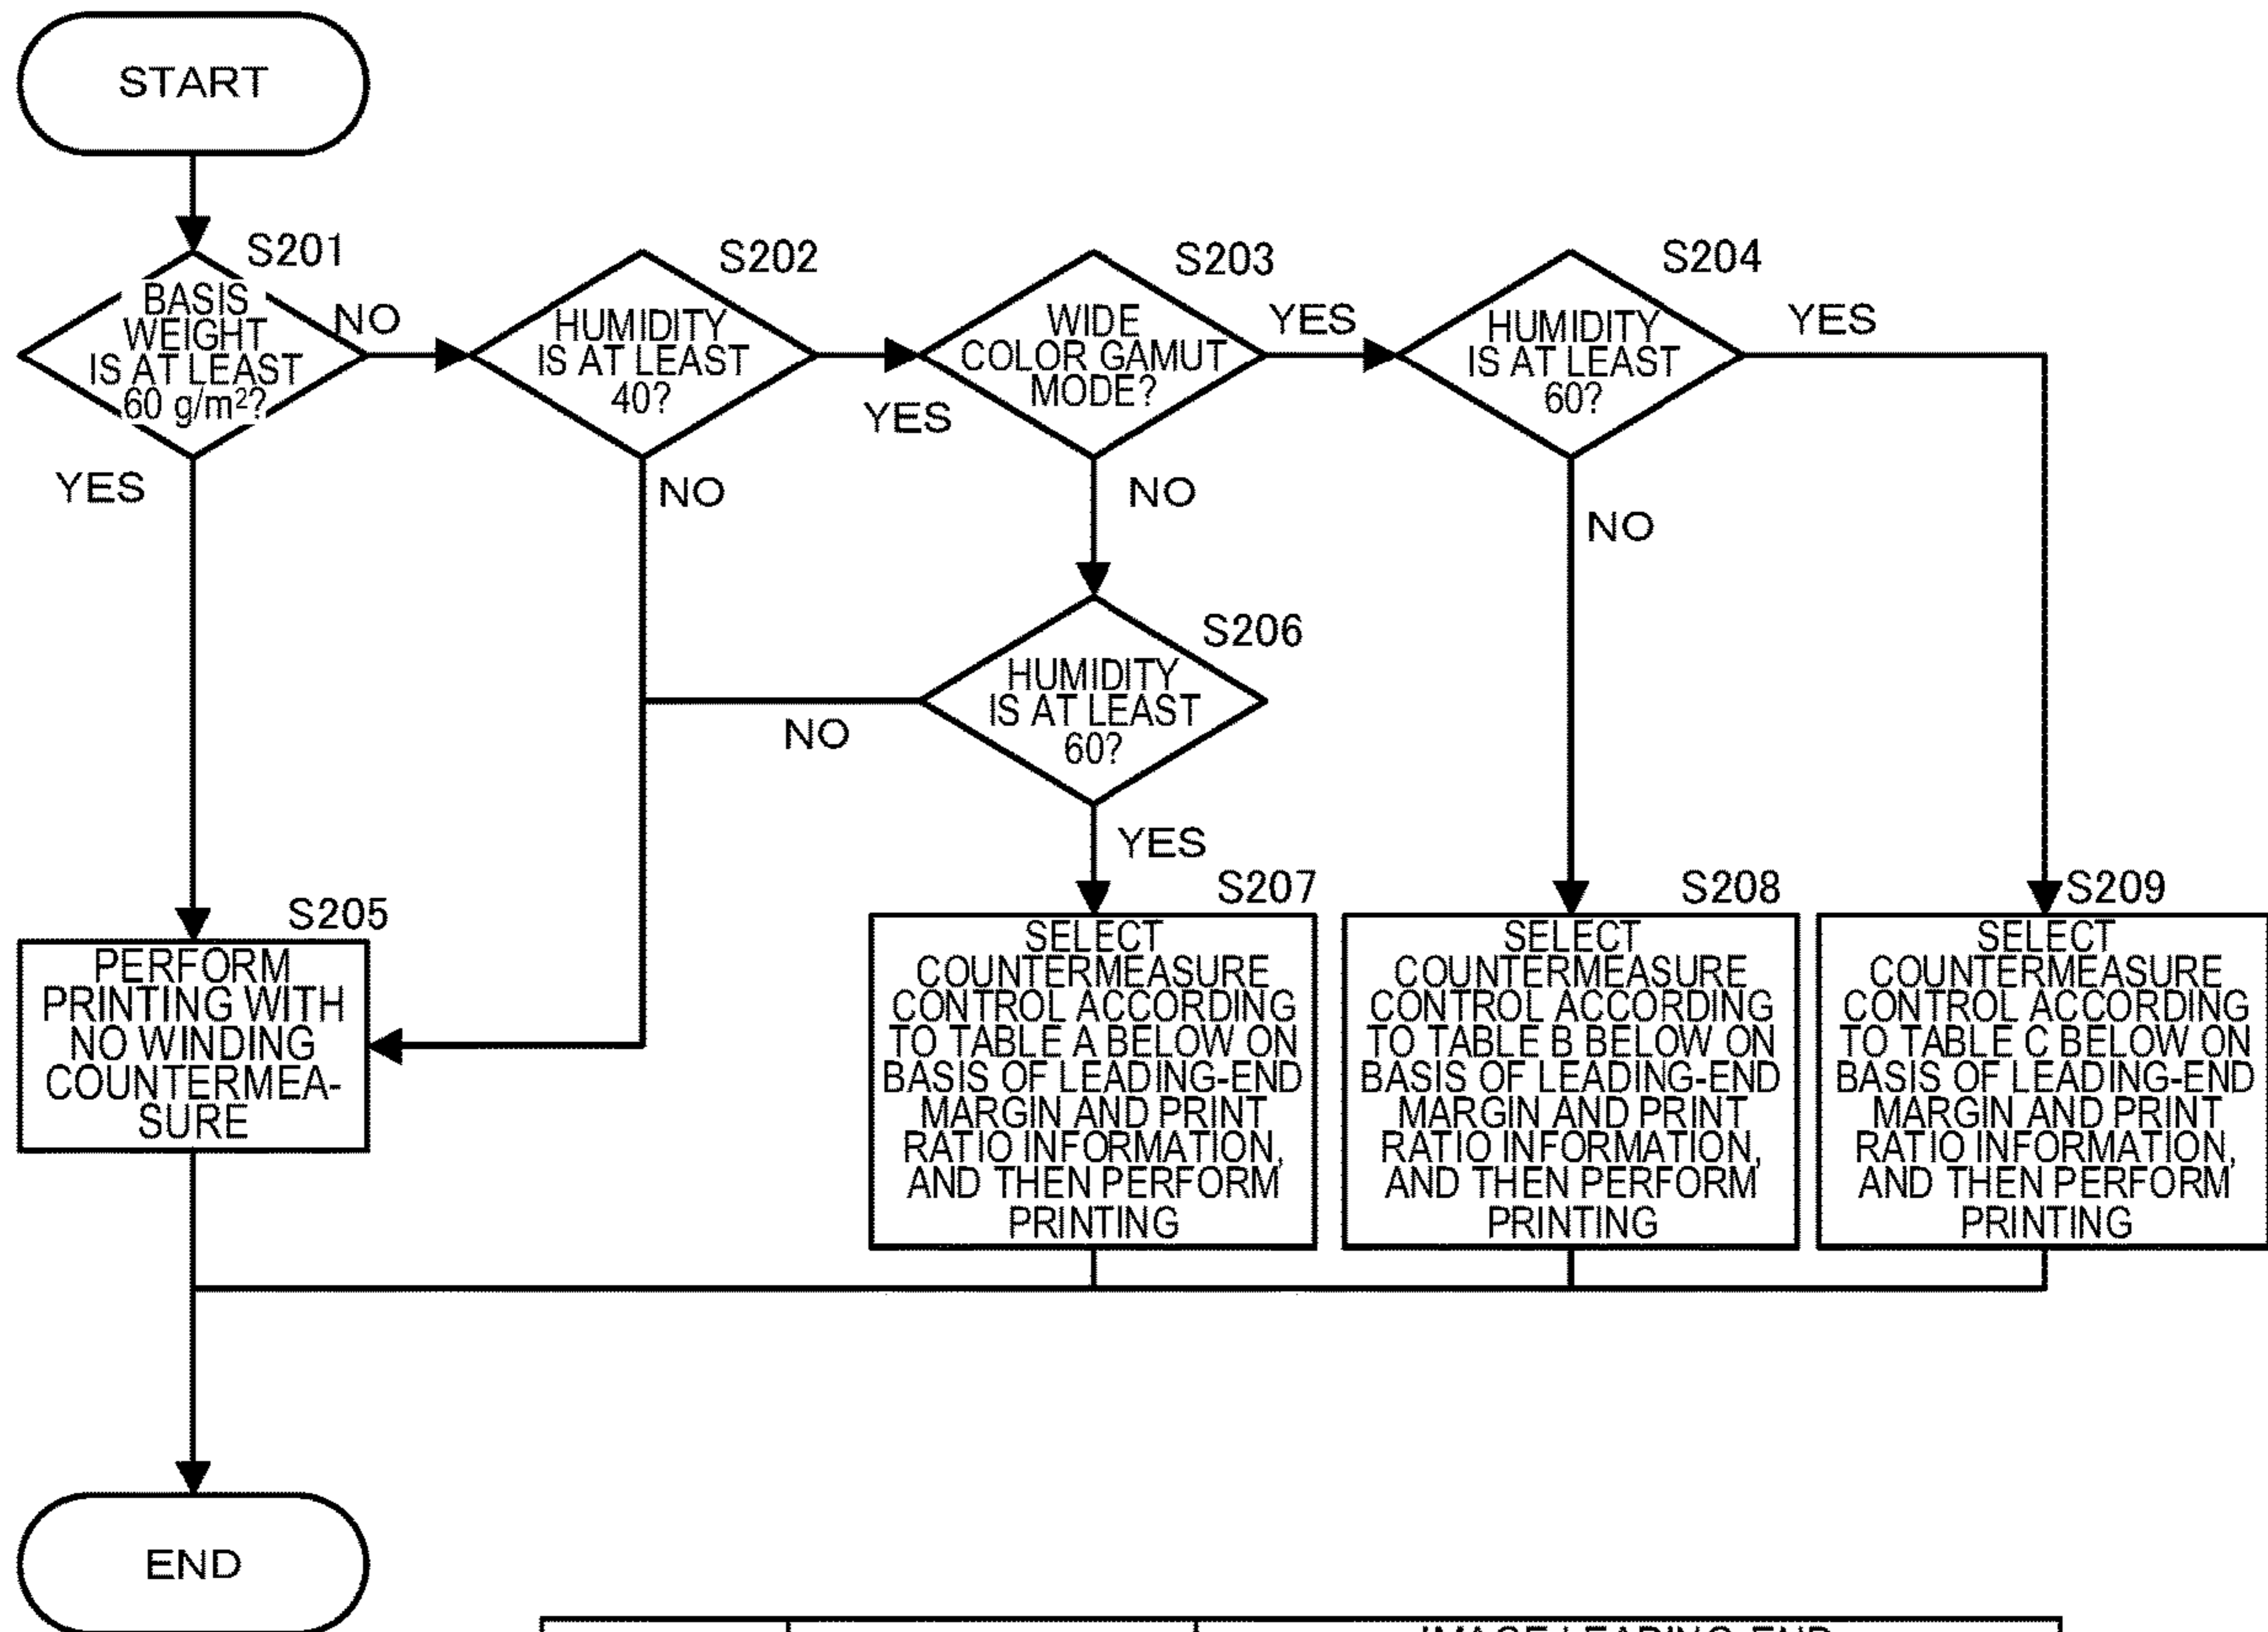 START
S201
BASIS
WEIGHT
IS AT LEAST
60 g/m²?
NO
YES
S202
HUMIDITY
IS AT LEAST
40?
YES
NO
S203
WIDE
COLOR GAMUT
MODE?
YES
NO
S204
HUMIDITY
IS AT LEAST
60?
YES
NO
S206
HUMIDITY
IS AT LEAST
60?
NO
YES
S205
PERFORM
PRINTING WITH
NO WINDING
COUNTERMEA-
SURE
S207
SELECT
COUNTERMEASURE
CONTROL ACCORDING
TO TABLE A BELOW ON
BASIS OF LEADING-END
MARGIN AND PRINT
RATIO INFORMATION,
AND THEN PERFORM
PRINTING
S208
SELECT
COUNTERMEASURE
CONTROL ACCORDING
TO TABLE B BELOW ON
BASIS OF LEADING-END
MARGIN AND PRINT
RATIO INFORMATION,
AND THEN PERFORM
PRINTING
S209
SELECT
COUNTERMEASURE
CONTROL ACCORDING
TO TABLE C BELOW ON
BASIS OF LEADING-END
MARGIN AND PRINT
RATIO INFORMATION,
AND THEN PERFORM
PRINTING
END
IMAGE LEADING-END